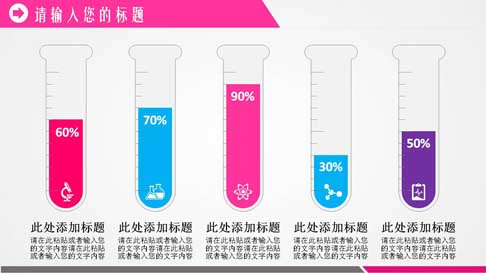 请输入您的标题
60%
70%
90%
30%
50%
此处添加标题
请在此粘贴或者输入您
的文字内容请在此粘贴
或者输入您的文字内容
此处添加标题
请在此粘贴或者输入您
的文字内容请在此粘贴
或者输入您的文字内容
此处添加标题
请在此粘贴或者输入您
的文字内容请在此粘贴
或者输入您的文字内容
此处添加标题
请在此粘贴或者输入您
的文字内容请在此粘贴
或者输入您的文字内容
此处添加标题
请在此粘贴或者输入您
的文字内容请在此粘贴
或者输入您的文字内容